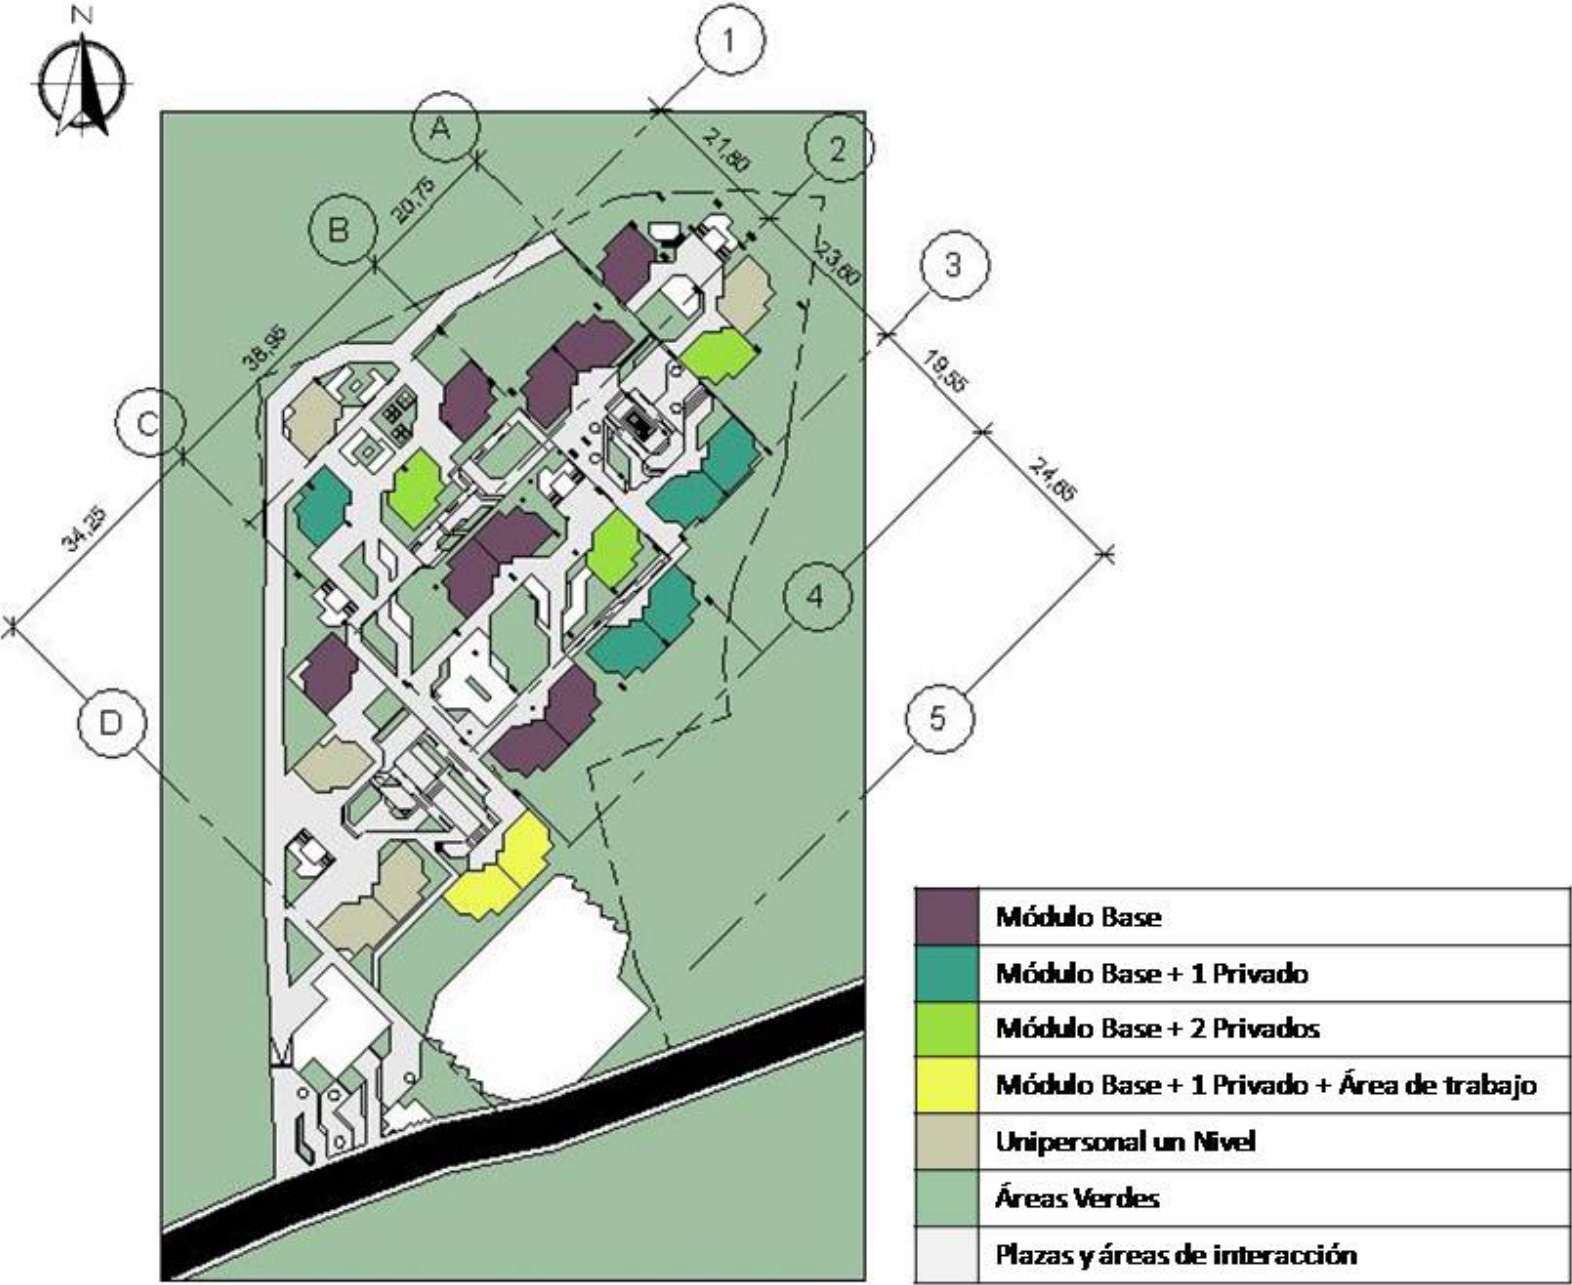 N
1
A
21,80
2
20,75
B
3
23,60
38,95
19,55
C
24,65
34,25
4
D
5
Módulo Base
Módulo Base + 1 Privado
Módulo Base + 2 Privados
Módulo Base + 1 Privado + Área de trabajo
Unipersonal un Nivel
Áreas Verdes
Plazas y áreas de interacción